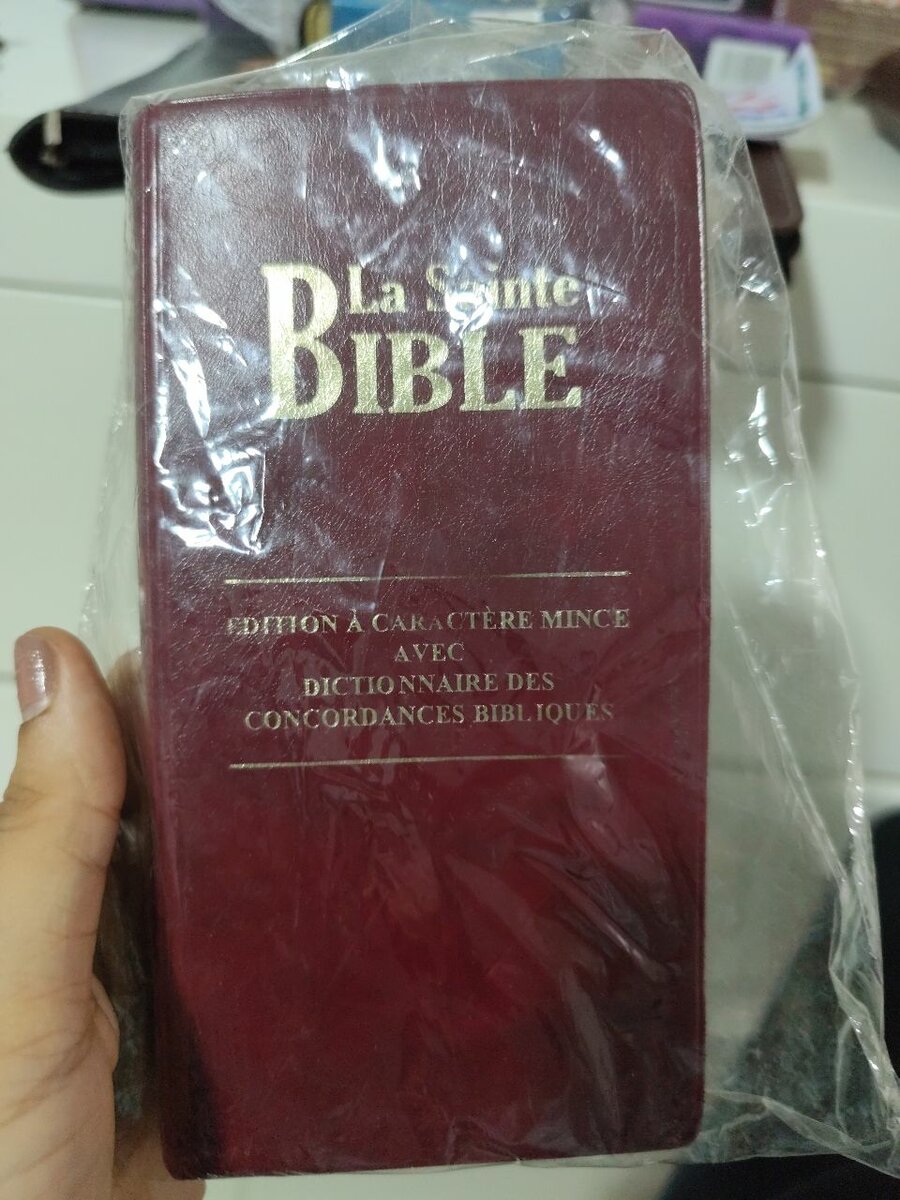 La Sainte
BIBLE
EDITION À CARACTÈRE MINCE
AVEC
DICTIONNAIRE DES
CONCORDANCES BIBLIQUES